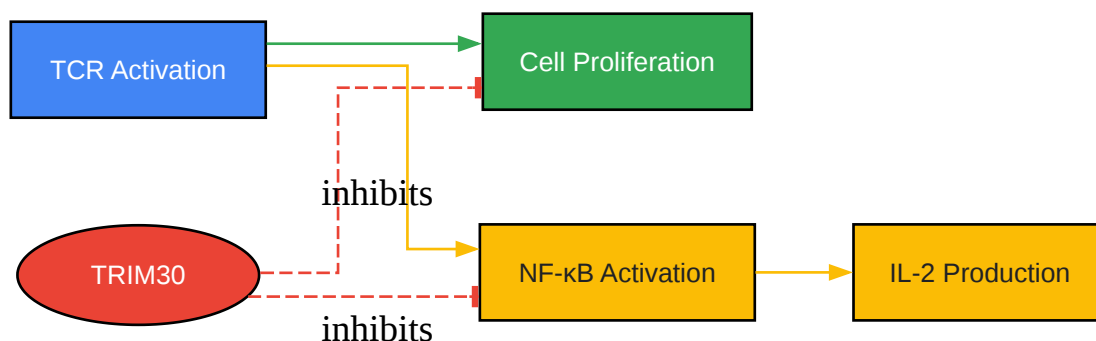 TCR Activation
Cell Proliferation
inhibits
TRIM30
NF-κB Activation
IL-2 Production
inhibits